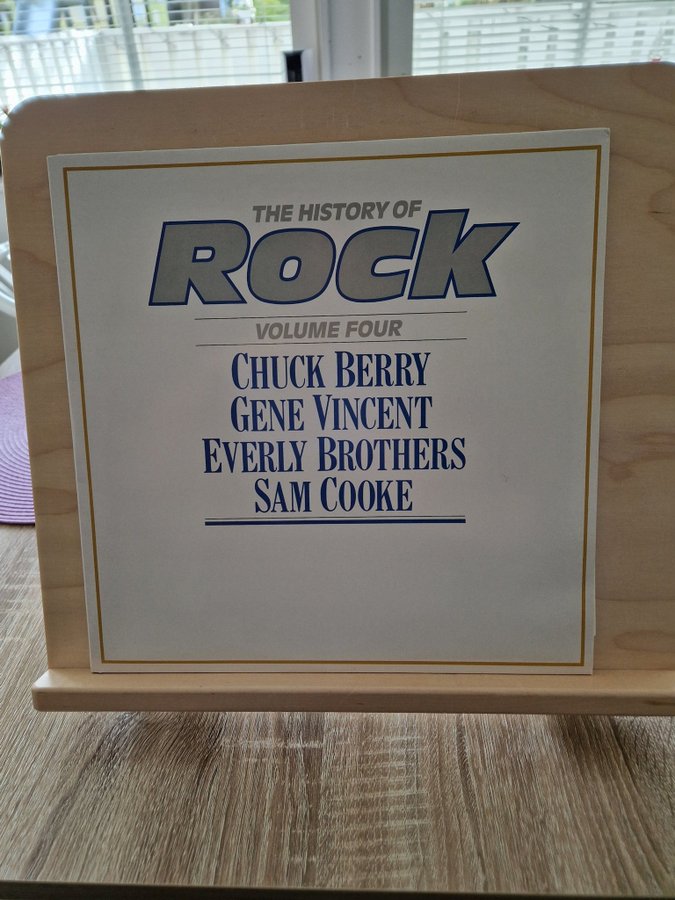 THE HISTORY OF
ROCK
VOLUME FOUR
CHUCK BERRY
GENE VINCENT
EVERLY BROTHERS
SAM COOKE